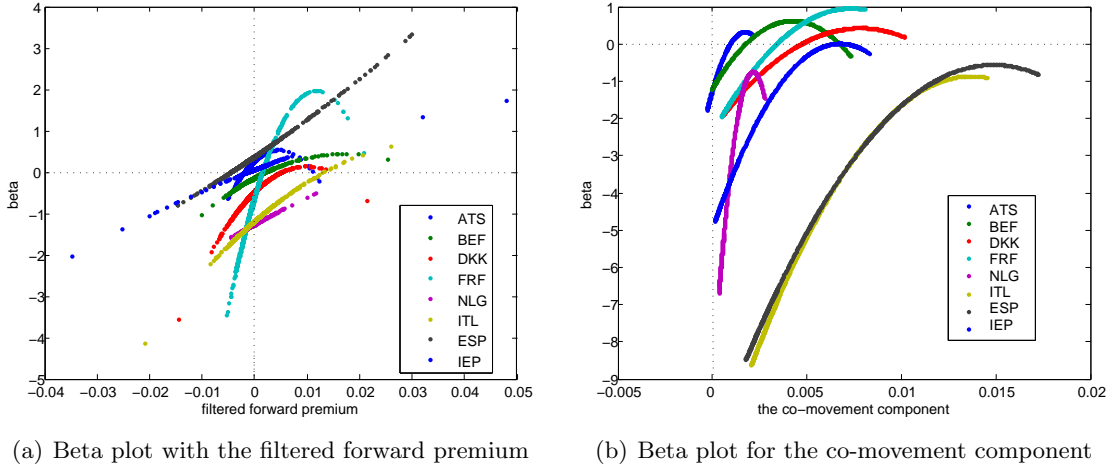 4
3
2
1
0
−1
−2
−3
−4
−5
beta
−0.04
−0.03
−0.02
−0.01
0
0.01
0.02
0.03
0.04
0.05
filtered forward premium
ATS
BEF
DKK
FRF
NLG
ITL
ESP
IEP
(a) Beta plot with the filtered forward premium
1
0
−1
−2
−3
−4
−5
−6
−7
−8
−9
beta
−0.005
0
0.005
0.01
0.015
0.02
the co−movement component
ATS
BEF
DKK
FRF
NLG
ITL
ESP
IEP
(b) Beta plot for the co-movement component